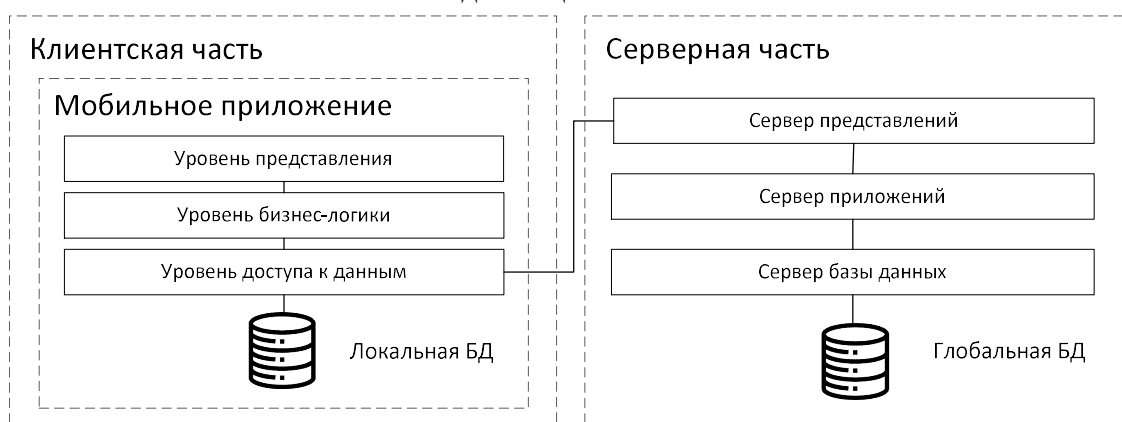 Клиентская часть
Мобильное приложение
Уровень представления
Уровень бизнес-логики
Уровень доступа к данным
Локальная БД
Серверная часть
Сервер представлений
Сервер приложений
Сервер базы данных
Глобальная БД